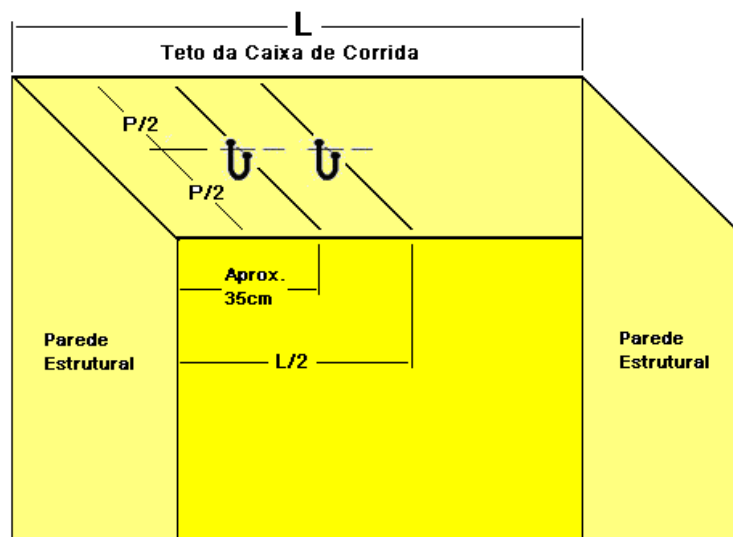 L
Teto da Caixa de Corrida
P/2
P/2
Aprox.
35cm
L/2
Parede
Estrutural
Parede
Estrutural